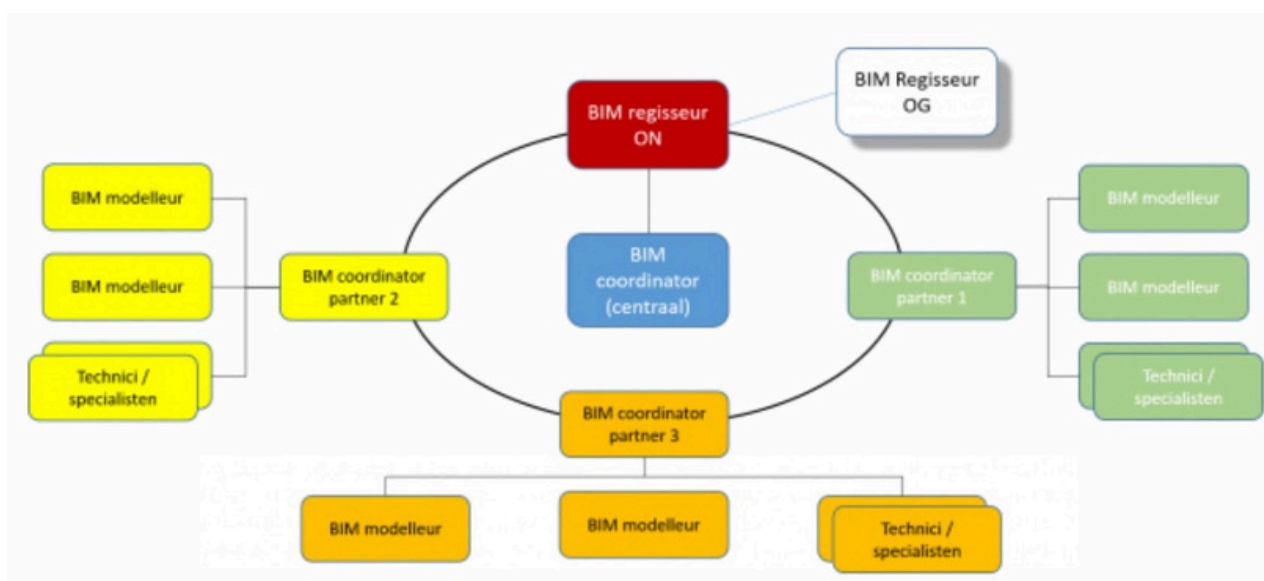 BIM Regisseur
OG
BIM regisseur
ON
BIM modelleur
BIM modelleur
BIM
coordinator
(centraal)
BIM coordinator
partner 2
BIM coordinator
partner 1
BIM modelleur
BIM modelleur
Technici /
specialisten
Technici /
specialisten
BIM coordinator
partner 3
BIM modelleur
BIM modelleur
Technici /
specialisten